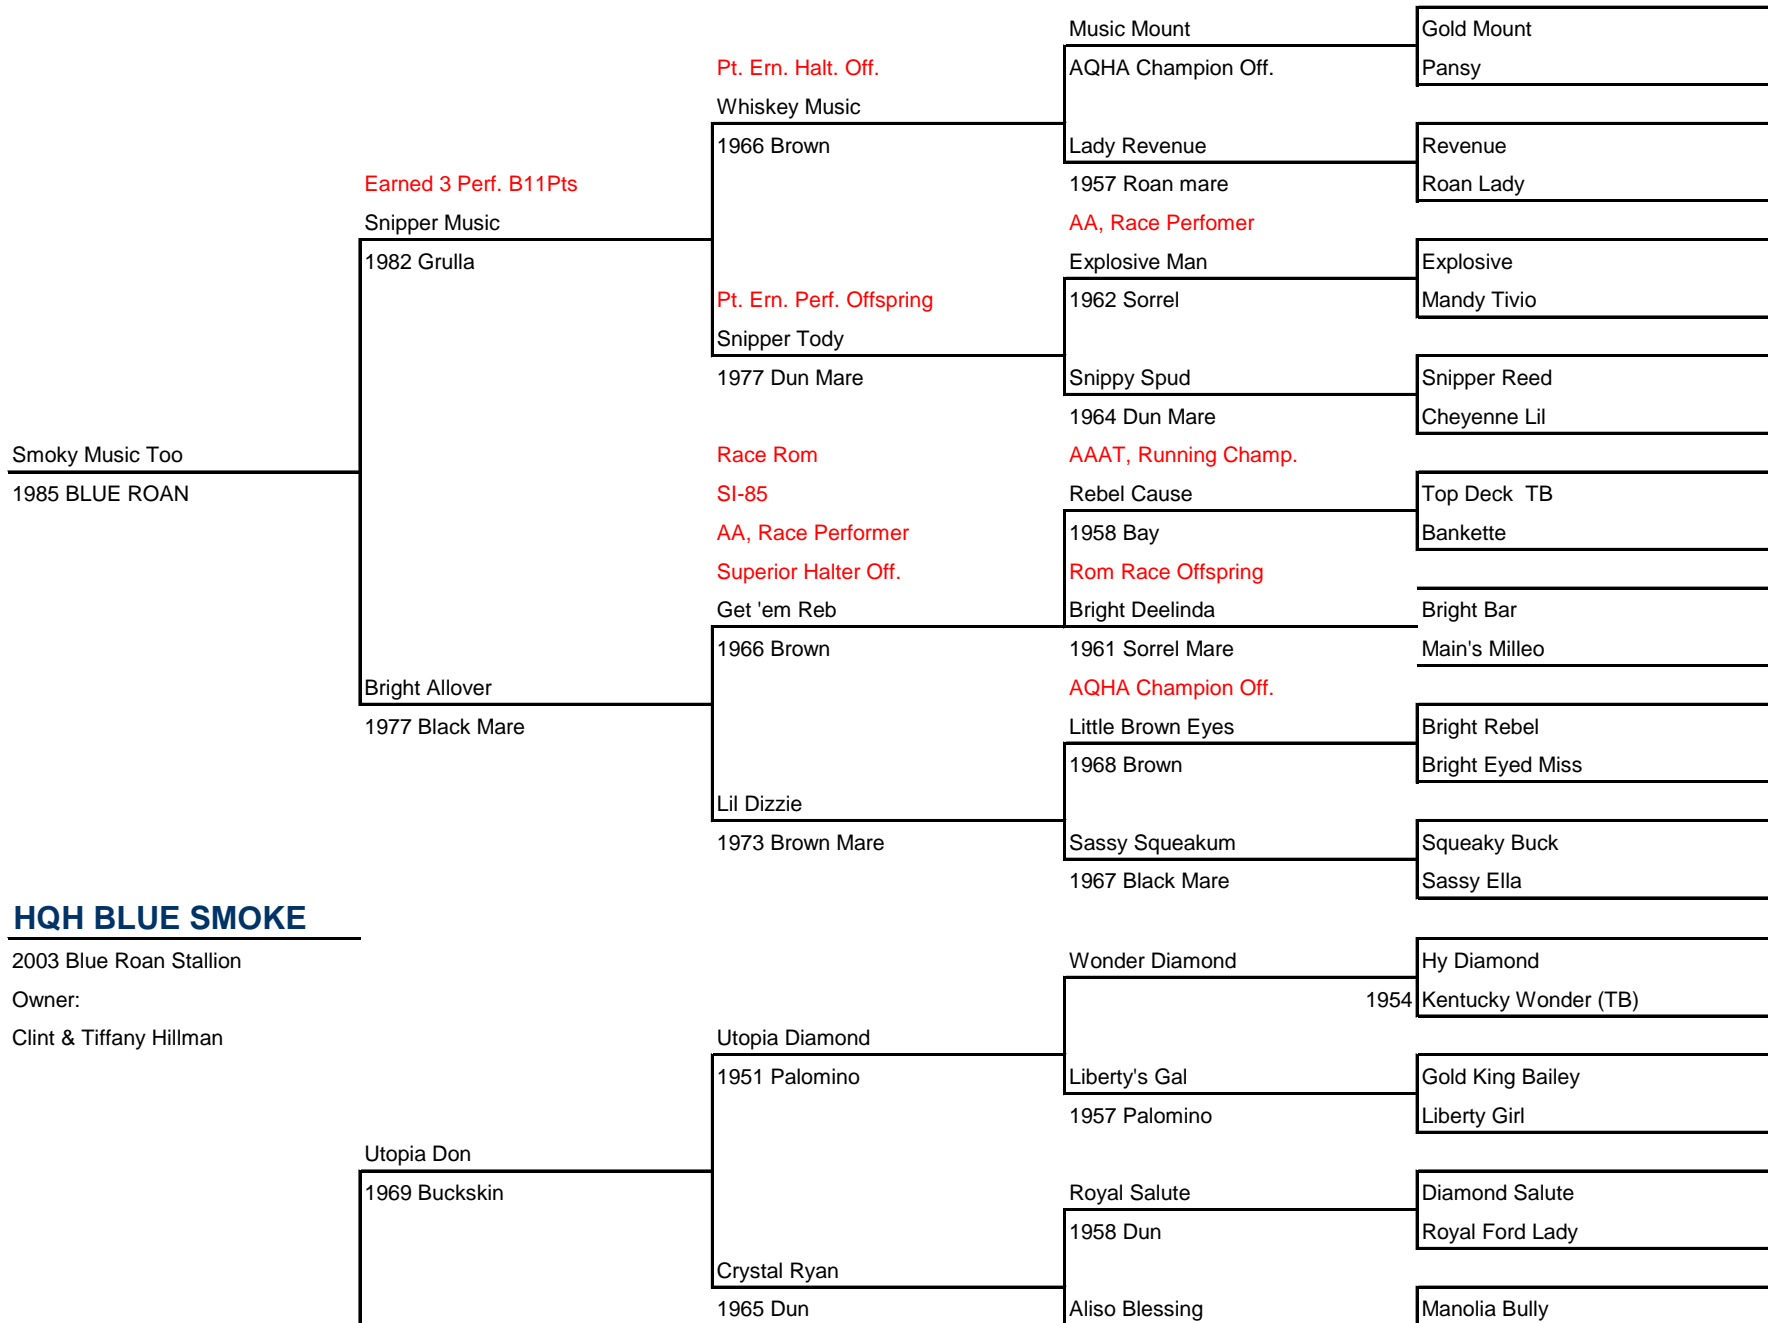 Music Mount Gold Mount
Pt. Ern. Halt. Off. AQHA Champion Off. Pansy
Whiskey Music
1966 Brown Lady Revenue Revenue
Earned 3 Perf. B11Pts 1957 Roan mare Roan Lady
Snipper Music AA, Race Perfomer
1982 Grulla Explosive Man Explosive
Pt. Ern. Perf. Offspring 1962 Sorrel Mandy Tivio
Snipper Tody
1977 Dun Mare Snippy Spud Snipper Reed
1964 Dun Mare Cheyenne Lil
Smoky Music Too Race Rom AAAT, Running Champ.
1985 BLUE ROAN SI-85 Rebel Cause Top Deck TB
AA, Race Performer 1958 Bay Bankette
Superior Halter Off. Rom Race Offspring
Get 'em Reb Bright Deelinda Bright Bar
1966 Brown 1961 Sorrel Mare Main's Milleo
Bright Allover AQHA Champion Off.
1977 Black Mare Little Brown Eyes Bright Rebel
1968 Brown Bright Eyed Miss
Lil Dizzie
1973 Brown Mare Sassy Squeakum Squeaky Buck
1967 Black Mare Sassy Ella
HQH BLUE SMOKE
2003 Blue Roan Stallion Wonder Diamond Hy Diamond
Owner: 1954 Kentucky Wonder (TB)
Clint & Tiffany Hillman Utopia Diamond
1951 Palomino Liberty's Gal Gold King Bailey
1957 Palomino Liberty Girl
Utopia Don
1969 Buckskin Royal Salute Diamond Salute
1958 Dun Royal Ford Lady
Crystal Ryan
1965 Dun Aliso Blessing Manolia Bully